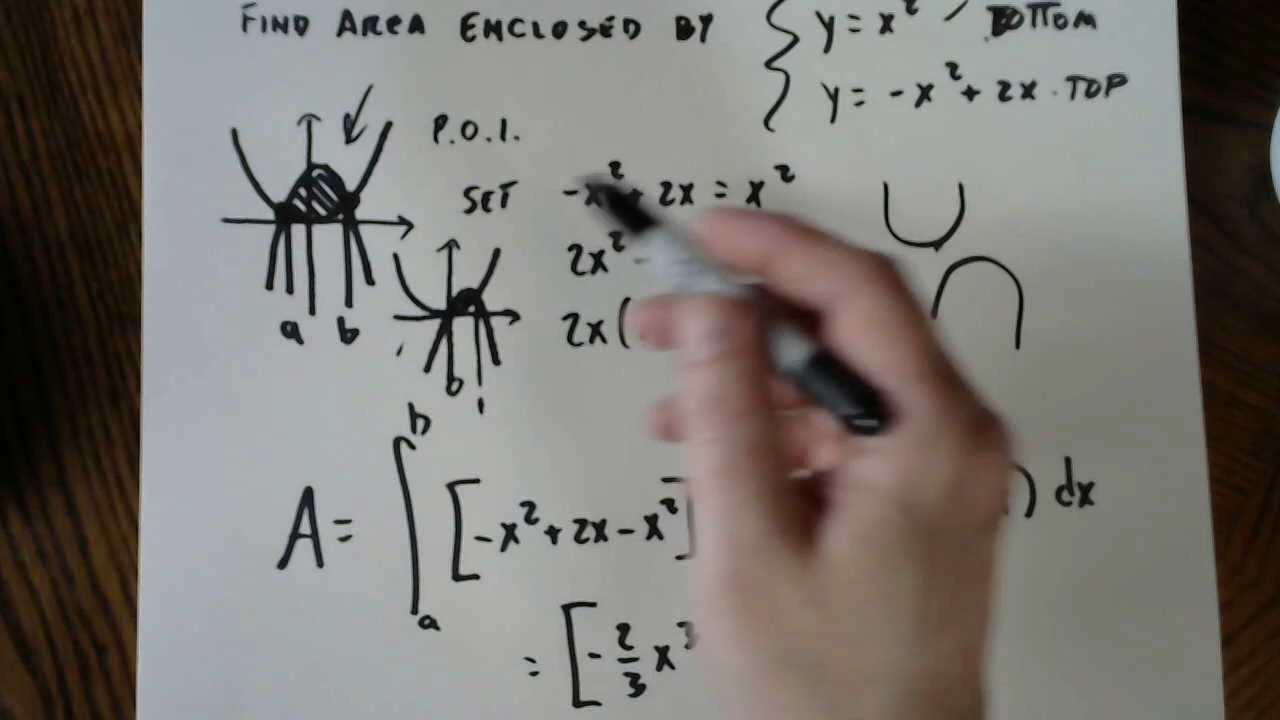 FIND AREA ENCLOSED BY
y = x² BOTTOM
y = -x² + 2x . TOP
P.O.I.
SET -x² + 2x = x²
2x² -
2x(
a b
0 1
A = ∫ b a [-x² + 2x - x²] ) dx
= [-2/3 x³